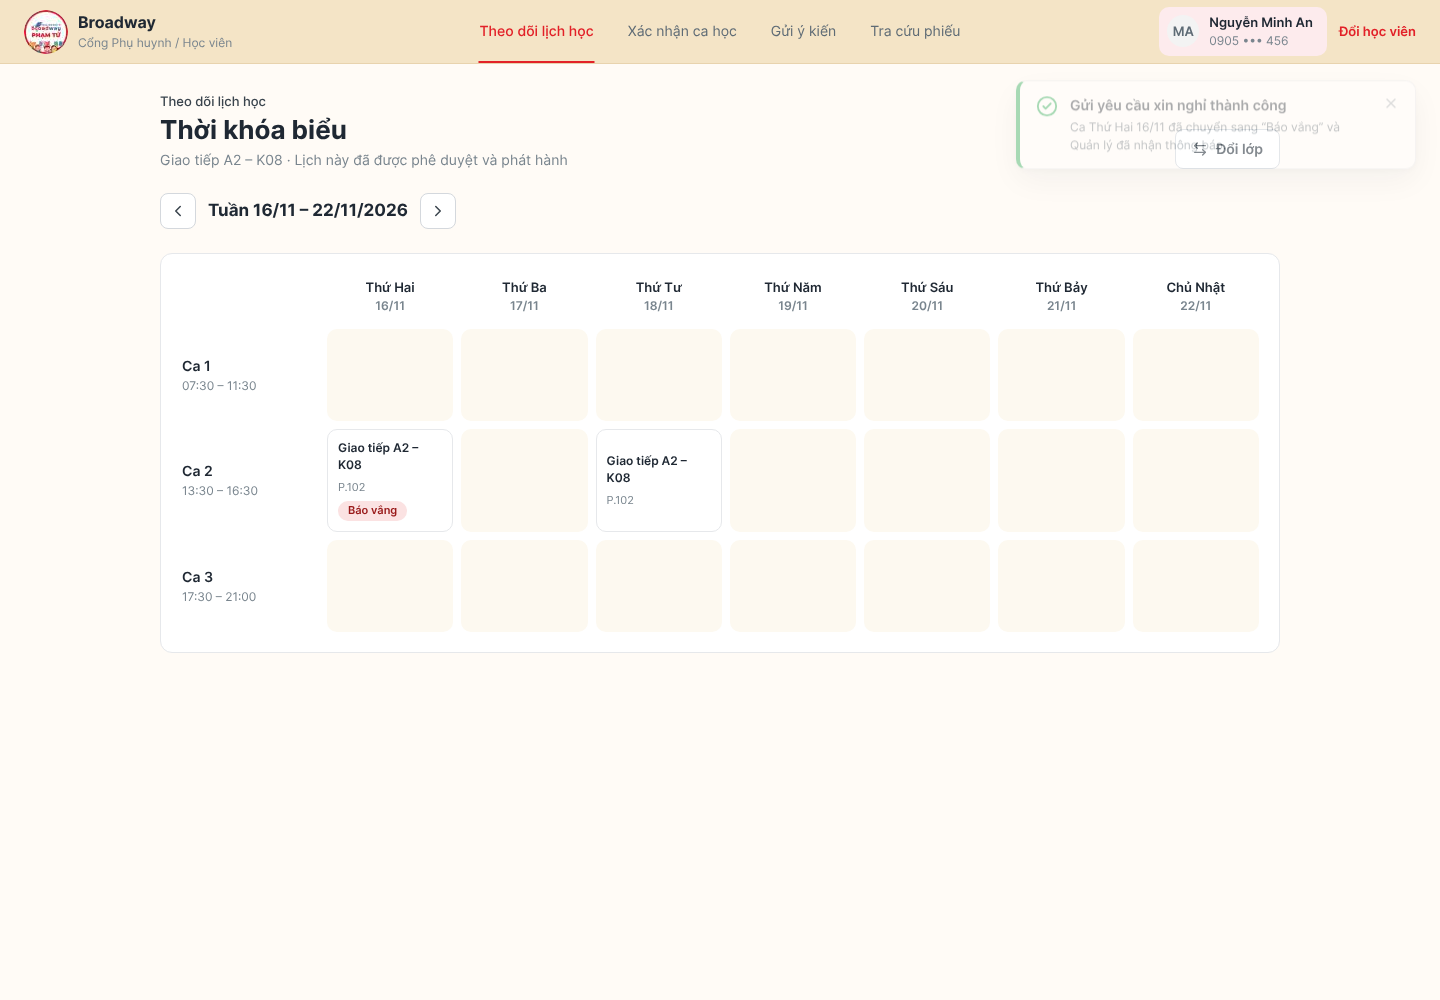 Broadway
Cổng Phụ huynh / Học viên
Theo dõi lịch học
Xác nhận ca học
Gửi ý kiến
Tra cứu phiếu
MA
Nguyễn Minh An
0905 ••• 456
Đổi học viên
Theo dõi lịch học
Thời khóa biểu
Giao tiếp A2 – K08 · Lịch này đã được phê duyệt và phát hành
Gửi yêu cầu xin nghỉ thành công
Ca Thứ Hai 16/11 đã chuyển sang “Báo vắng” và
Quản lý đã nhận thông báo.
Đổi lớp
Tuần 16/11 – 22/11/2026
Thứ Hai
16/11
Thứ Ba
17/11
Thứ Tư
18/11
Thứ Năm
19/11
Thứ Sáu
20/11
Thứ Bảy
21/11
Chủ Nhật
22/11
Ca 1
07:30 – 11:30
Ca 2
13:30 – 16:30
Giao tiếp A2 –
K08
P.102
Báo vắng
Giao tiếp A2 –
K08
P.102
Ca 3
17:30 – 21:00